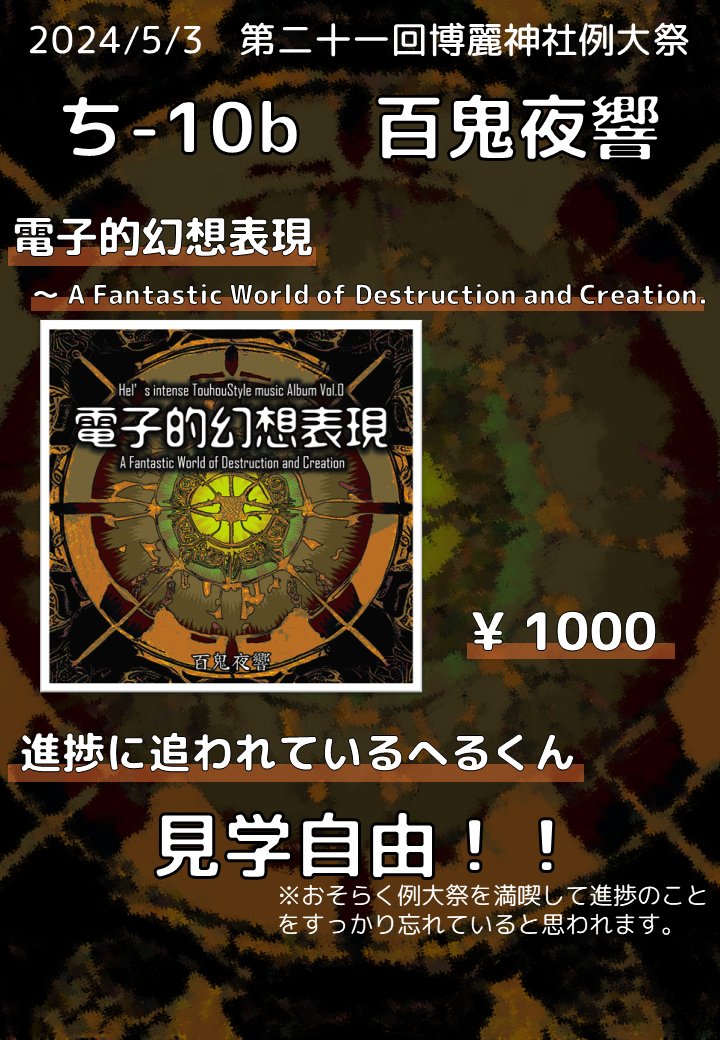 2024/5/3 第二十一回博麗神社例大祭
ち-10b 百鬼夜響
電子的幻想表現
～ A Fantastic World of Destruction and Creation.
Hel's intense TouhouStyle music Album Vol.0
電子的幻想表現
A Fantastic World of Destruction and Creation
百鬼夜響
¥ 1000
進捗に追われているへるくん
見学自由！！
※おそらく例大祭を満喫して進捗のこと
をすっかり忘れていると思われます。